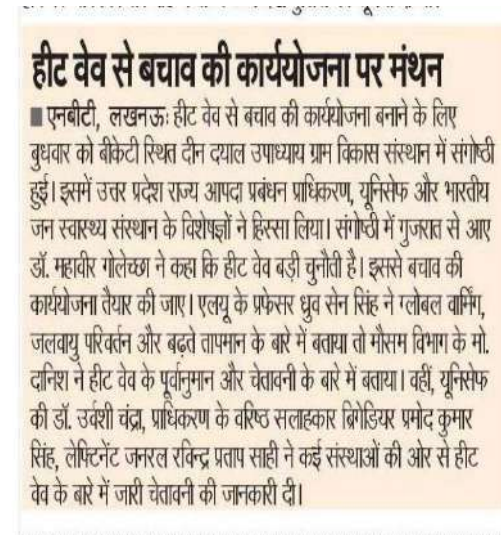 हीट वेव से बचाव की कार्ययोजना पर मंथन
■ एनबीटी, लखनऊ: हीट वेव से बचाव की कार्ययोजना बनाने के लिए
बुधवार को बीकेटी स्थित दीन दयाल उपाध्याय ग्राम विकास संस्थान में संगोष्ठी
हुई। इसमें उत्तर प्रदेश राज्य आपदा प्रबंधन प्राधिकरण, यूनिसेफ और भारतीय
जन स्वास्थ्य संस्थान के विशेषज्ञों ने हिस्सा लिया। संगोष्ठी में गुजरात से आए
डॉ. महावीर गोलेच्छा ने कहा कि हीट वेव बड़ी चुनौती है। इससे बचाव की
कार्ययोजना तैयार की जाए। एलयू के प्रफेसर ध्रुव सेन सिंह ने ग्लोबल वार्मिंग,
जलवायु परिवर्तन और बढ़ते तापमान के बारे में बताया तो मौसम विभाग के मो.
दानिश ने हीट वेव के पूर्वानुमान और चेतावनी के बारे में बताया। वहीं, यूनिसेफ
की डॉ. उर्वशी चंद्रा, प्राधिकरण के वरिष्ठ सलाहकार ब्रिगेडियर प्रमोद कुमार
सिंह, लेफ्टिनेंट जनरल रविन्द्र प्रताप साही ने कई संस्थाओं की ओर से हीट
वेव के बारे में जारी चेतावनी की जानकारी दी।